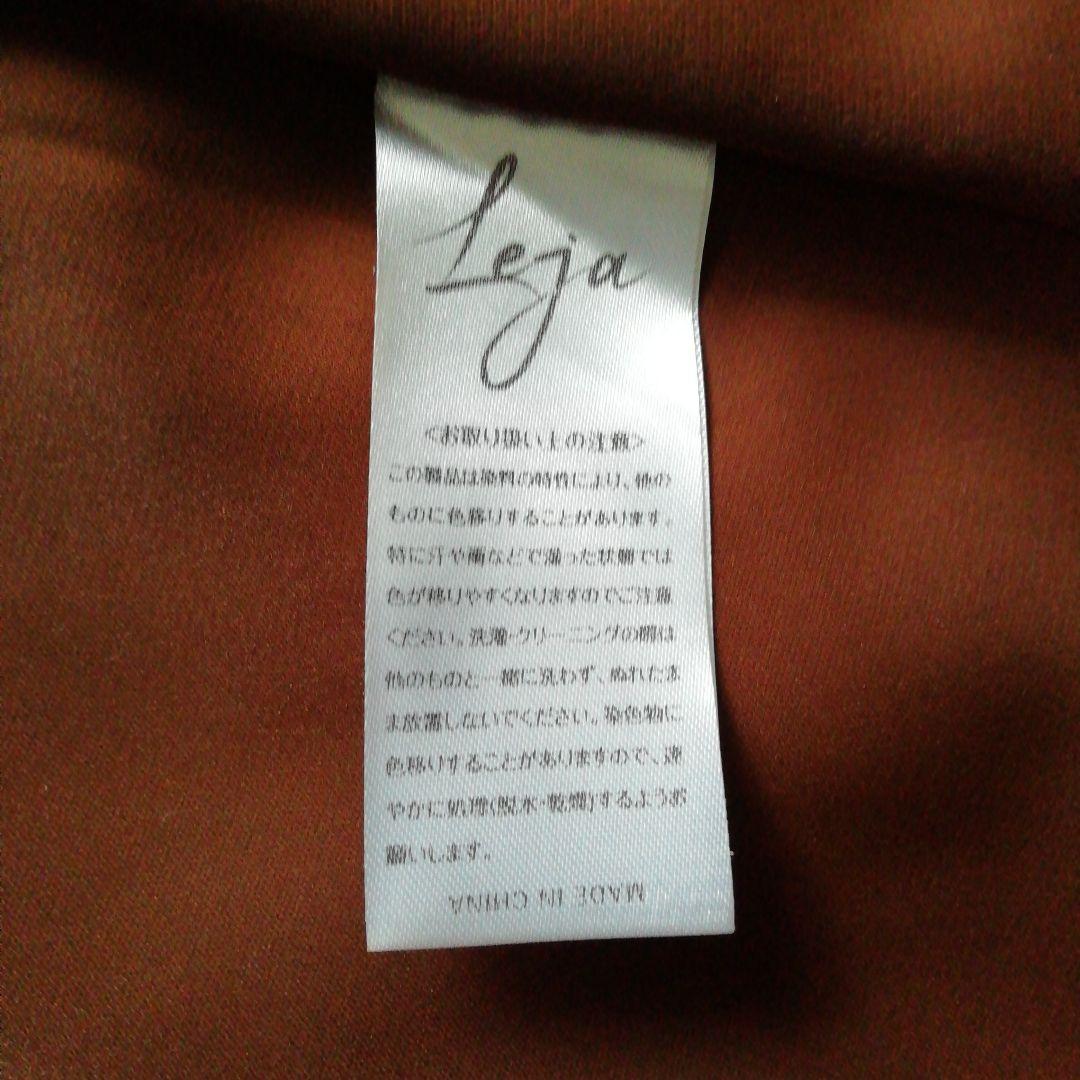 Leja
<お取り扱い上の注意>
この製品は染料の特性により、他の
ものに色移りすることがあります。
特に汗や雨などで湿った状態では
色が移りやすくなりますのでご注意
ください。洗濯・クリーニングの際は
他のものと一緒に洗わず、ぬれたま
ま放置しないでください。染色物に
色移りすることがありますので、速
やかに処理(脱水・乾燥)するようお
願いします。
MADE IN CHINA